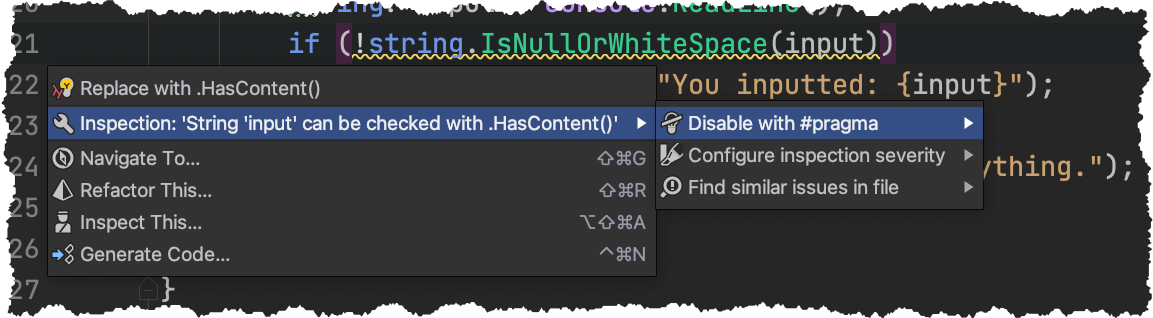 21 if (!string.IsNullOrWhiteSpace(input))
22 "You inputted: {input}");
Replace with .HasContent()
23 Inspection: 'String 'input' can be checked with .HasContent()'
Disable with #pragma
Navigate To... ⇧⌘G
Configure inspection severity
24 ything.");
Refactor This... ⇧⌘R
Find similar issues in file
25 Inspect This... ⌥⇧⌘A
26 Generate Code... ^⌘N
27 }